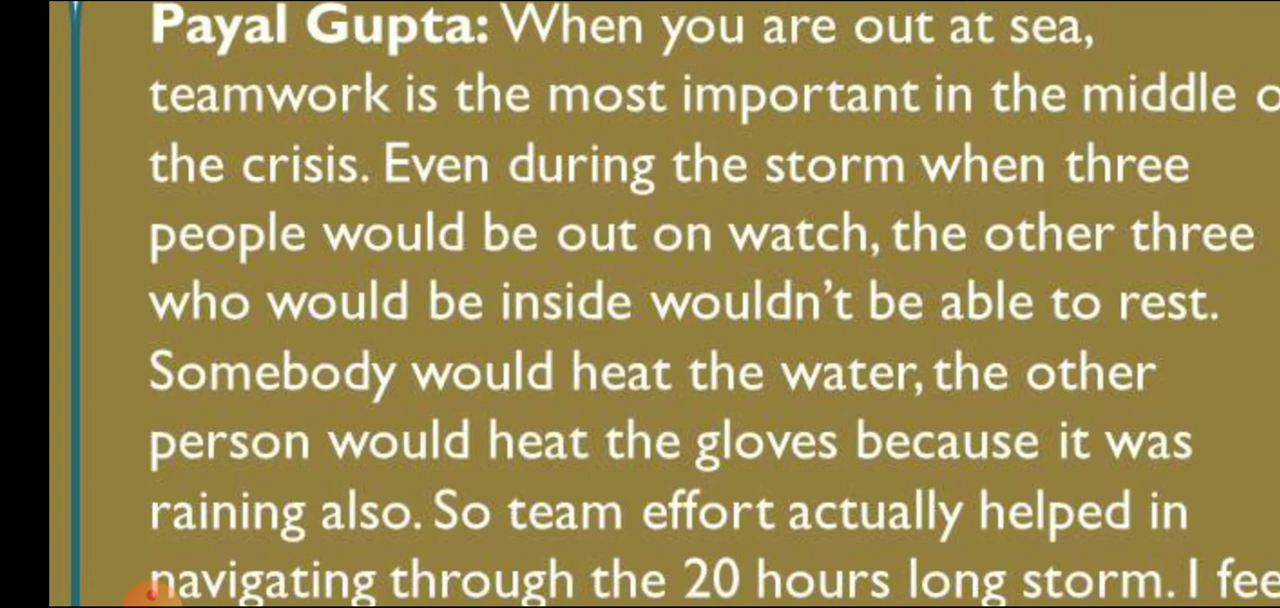 Payal Gupta: When you are out at sea,
teamwork is the most important in the middle
the crisis. Even during the storm when three
people would be out on watch, the other three
who would be inside wouldn't be able to rest.
Somebody would heat the water, the other
person would heat the gloves because it was
raining also. So team effort actually helped in
navigating through the 20 hours long storm. I